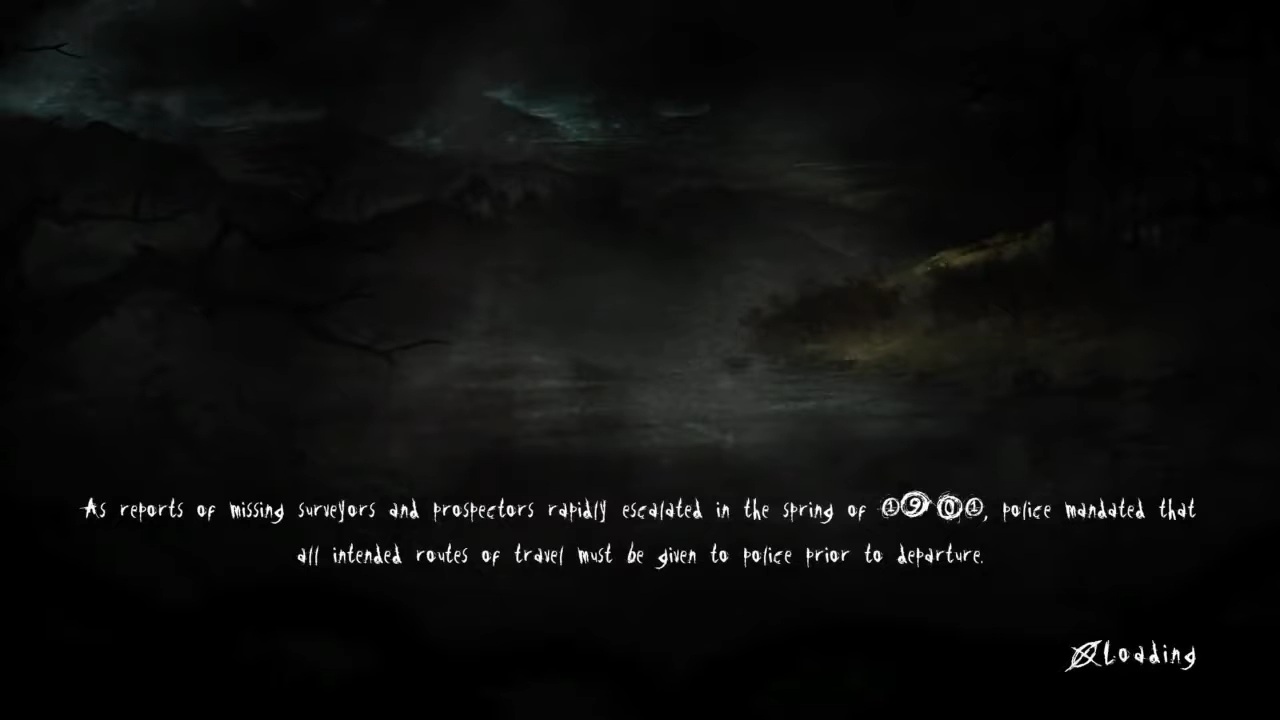 As reports of missing surveyors and prospectors rapidly escalated in the spring of 1901, police mandated that
all intended routes of travel must be given to police prior to departure.
Loading